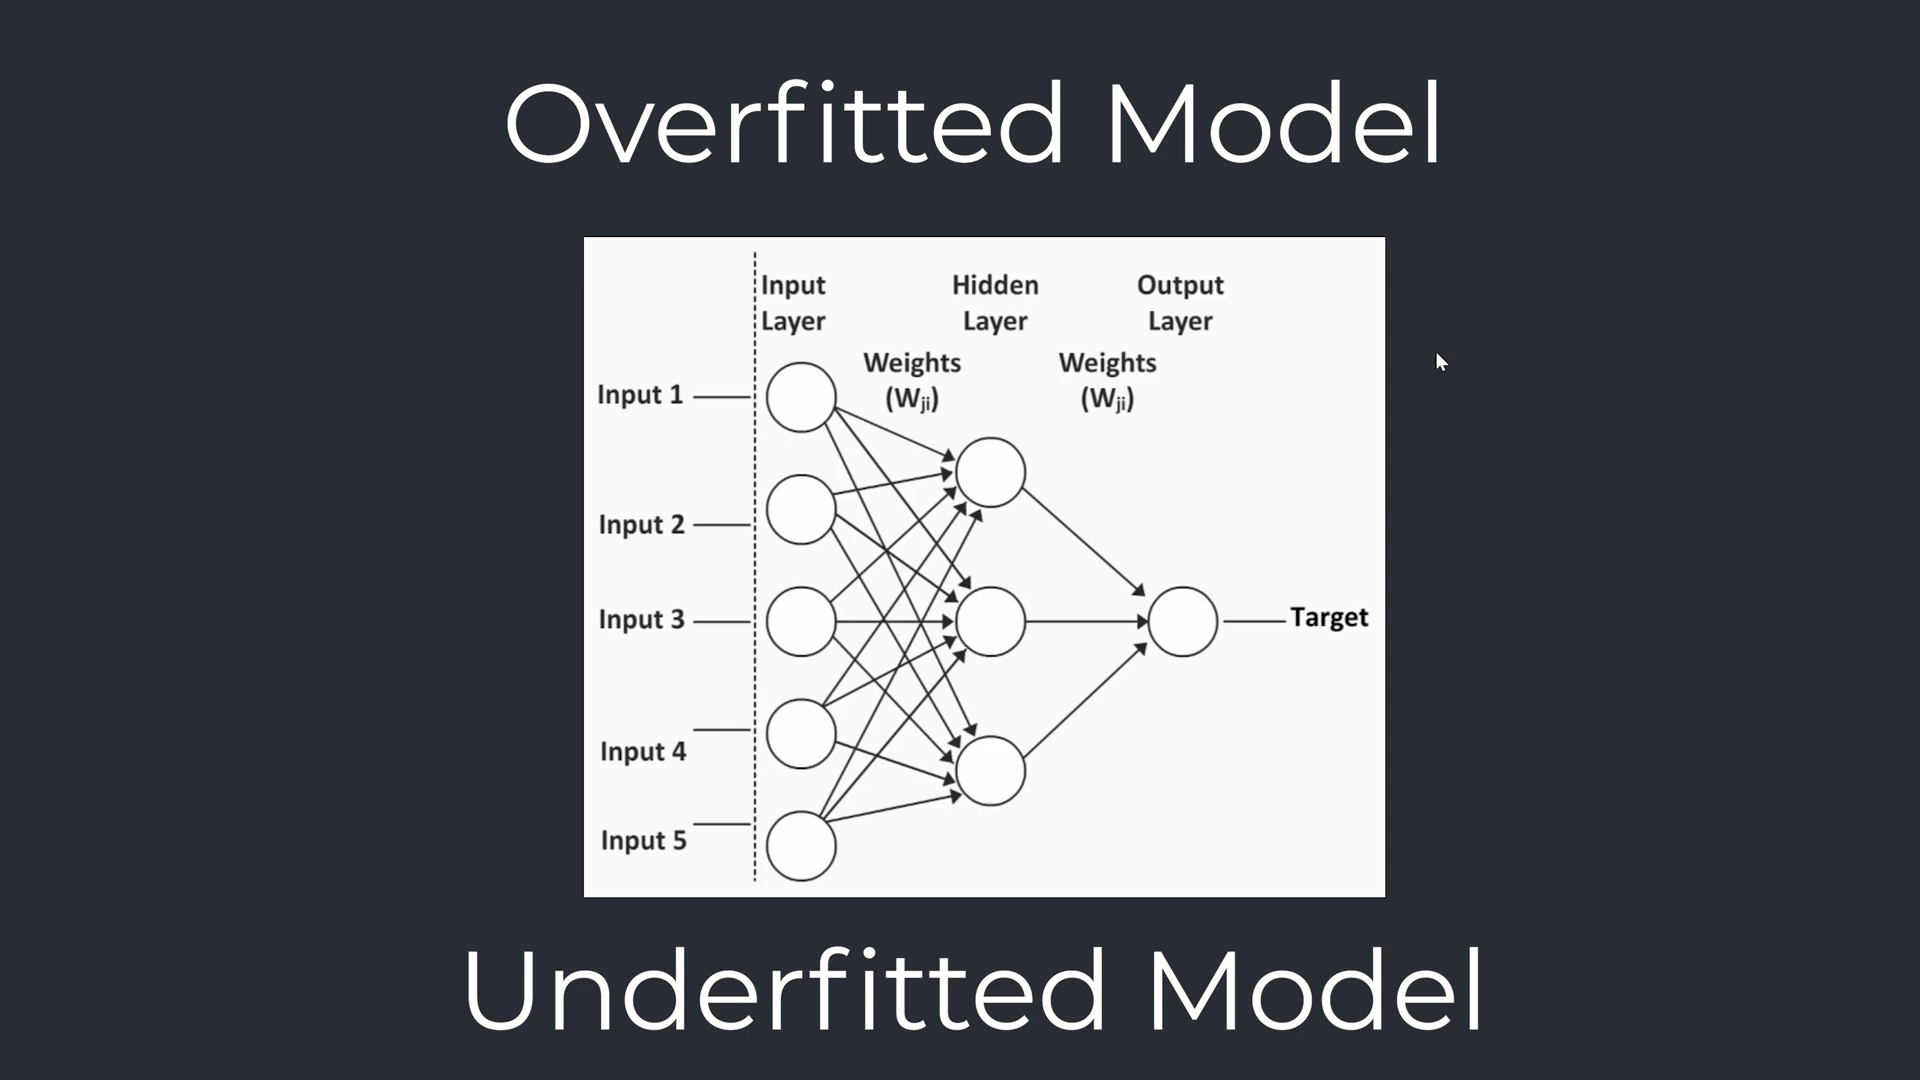 Overfitted Model
Input Layer
Hidden Layer
Output Layer
Weights (Wji)
Weights (Wji)
Input 1
Input 2
Input 3
Target
Input 4
Input 5
Underfitted Model